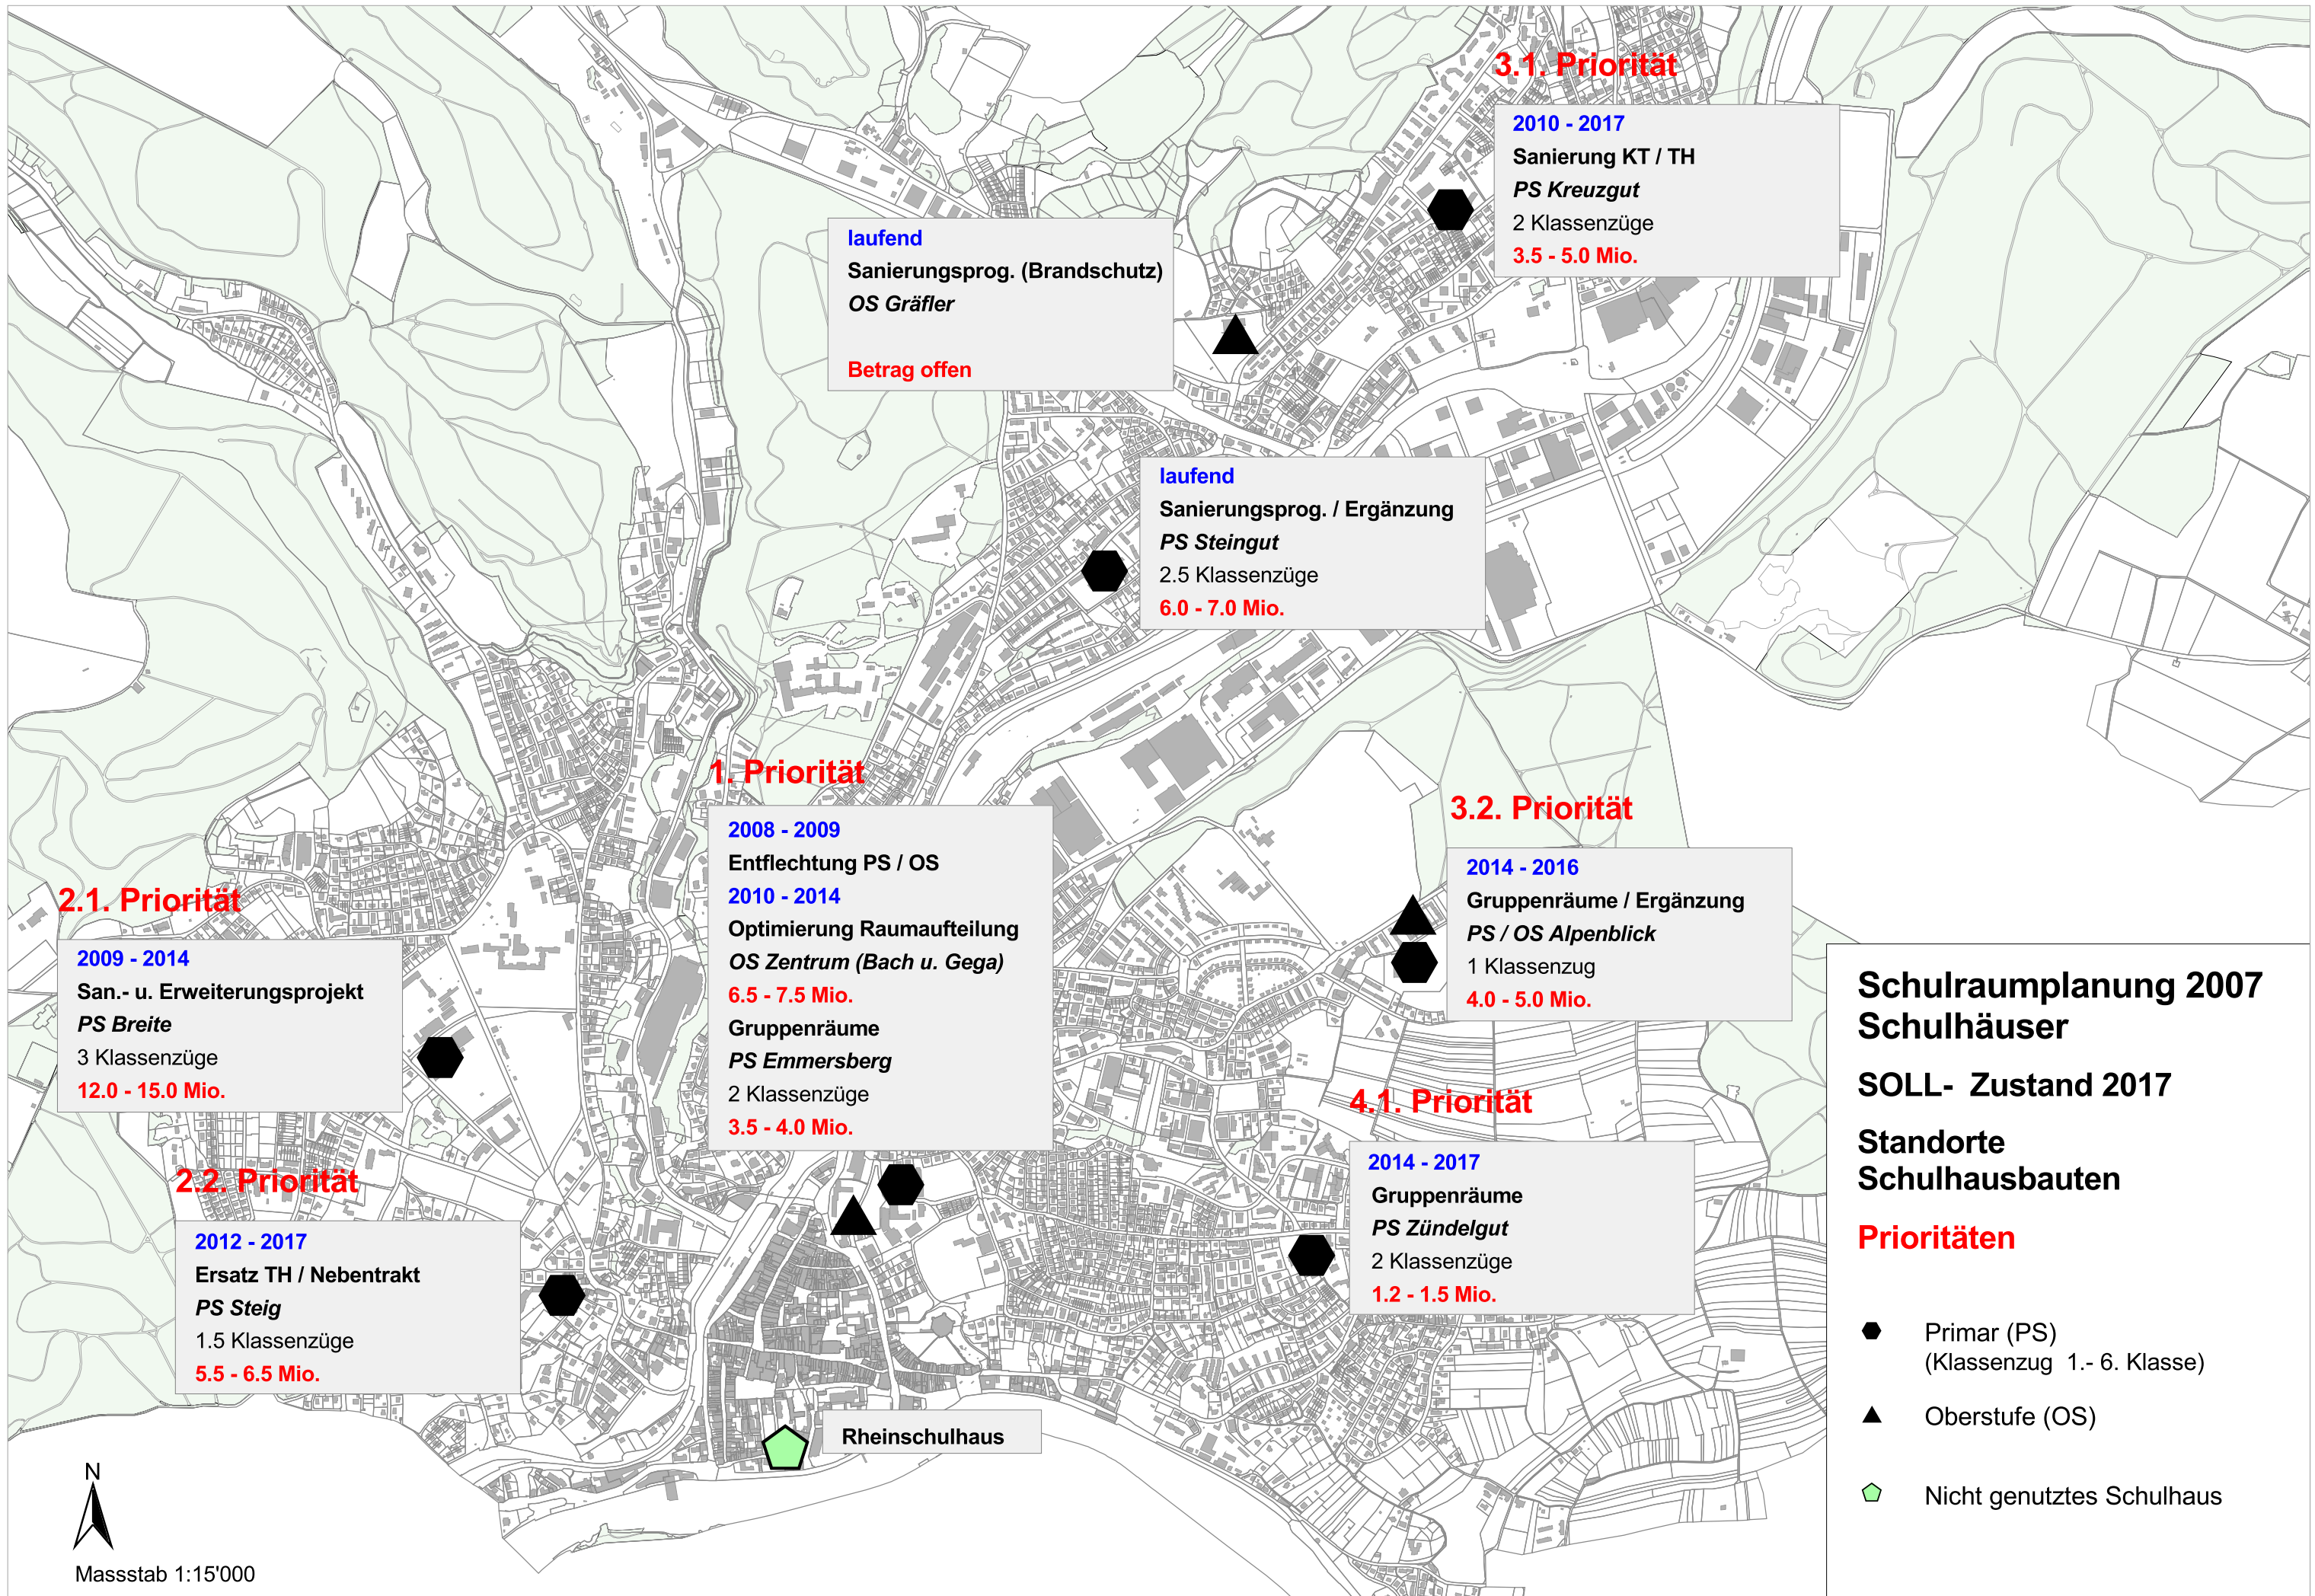 3.1. Priorität
2010 - 2017
Sanierung KT / TH
PS Kreuzgut
2 Klassenzüge
3.5 - 5.0 Mio.
laufend
Sanierungsprog. (Brandschutz)
OS Gräfler
Betrag offen
laufend
Sanierungsprog. / Ergänzung
PS Steingut
2.5 Klassenzüge
6.0 - 7.0 Mio.
1. Priorität
2008 - 2009
Entflechtung PS / OS
2010 - 2014
Optimierung Raumaufteilung
OS Zentrum (Bach u. Gega)
6.5 - 7.5 Mio.
Gruppenräume
PS Emmersberg
2 Klassenzüge
3.5 - 4.0 Mio.
3.2. Priorität
2014 - 2016
Gruppenräume / Ergänzung
PS / OS Alpenblick
1 Klassenzug
4.0 - 5.0 Mio.
2.1. Priorität
2009 - 2014
San.- u. Erweiterungsprojekt
PS Breite
3 Klassenzüge
12.0 - 15.0 Mio.
2.2. Priorität
2012 - 2017
Ersatz TH / Nebentrakt
PS Steig
1.5 Klassenzüge
5.5 - 6.5 Mio.
4.1. Priorität
2014 - 2017
Gruppenräume
PS Zündelgut
2 Klassenzüge
1.2 - 1.5 Mio.
Rheinschulhaus
N
Massstab 1:15'000
Schulraumplanung 2007
Schulhäuser
SOLL- Zustand 2017
Standorte
Schulhausbauten
Prioritäten
Primar (PS)
(Klassenzug 1.- 6. Klasse)
Oberstufe (OS)
Nicht genutztes Schulhaus